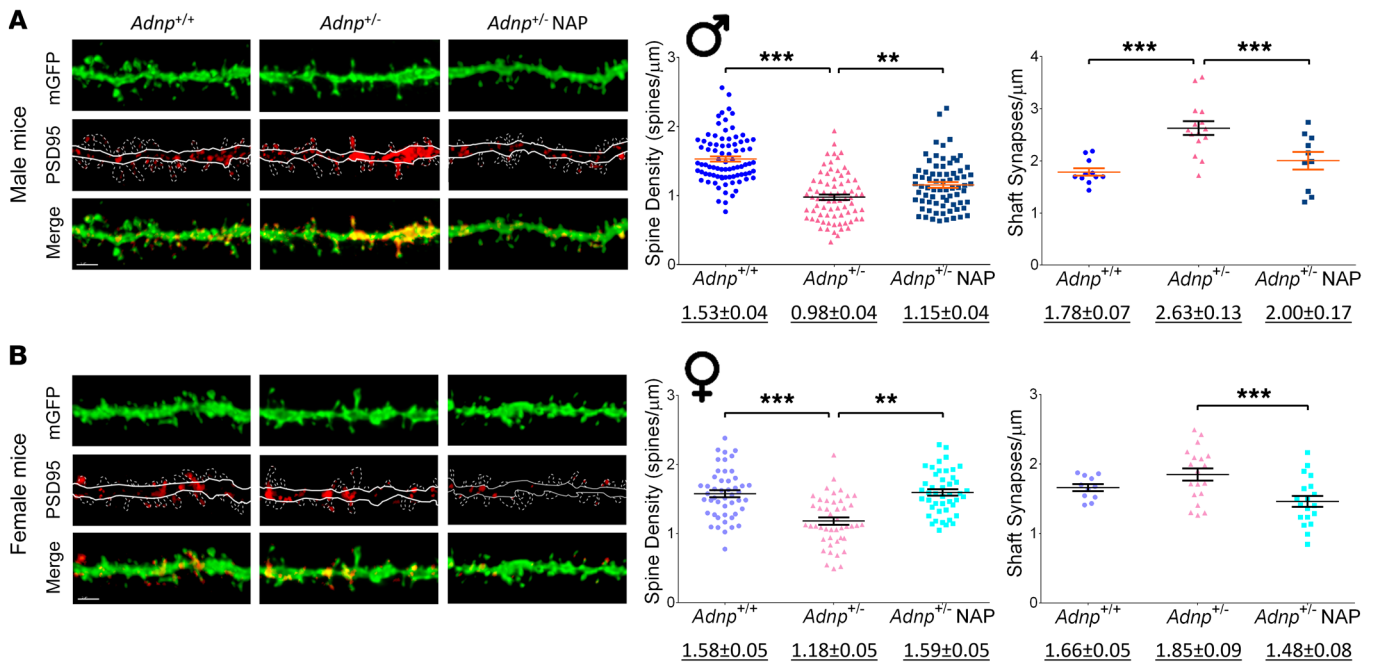 A
Adnp+/+ Adnp+/- Adnp+/- NAP
Male mice
mGFP
PSD95
Merge
Spine Density (spines/μm)
3
2
1
0
*** **
Adnp+/+ Adnp+/- Adnp+/- NAP
1.53±0.04 0.98±0.04 1.15±0.04
Shaft Synapses/μm
4
3
2
1
0
*** ***
Adnp+/+ Adnp+/- Adnp+/- NAP
1.78±0.07 2.63±0.13 2.00±0.17
B
Female mice
mGFP
PSD95
Merge
Spine Density (spines/μm)
3
2
1
0
*** **
Adnp+/+ Adnp+/- Adnp+/- NAP
1.58±0.05 1.18±0.05 1.59±0.05
Shaft Synapses/μm
3
2
1
0
***
Adnp+/+ Adnp+/- Adnp+/- NAP
1.66±0.05 1.85±0.09 1.48±0.08